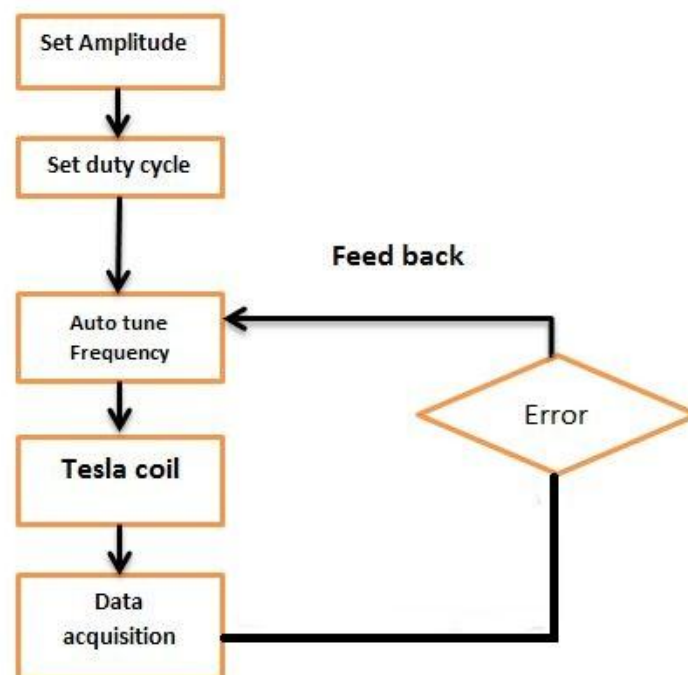 Set Amplitude
Set duty cycle
Feed back
Auto tune
Frequency
Error
Tesla coil
Data
acquisition